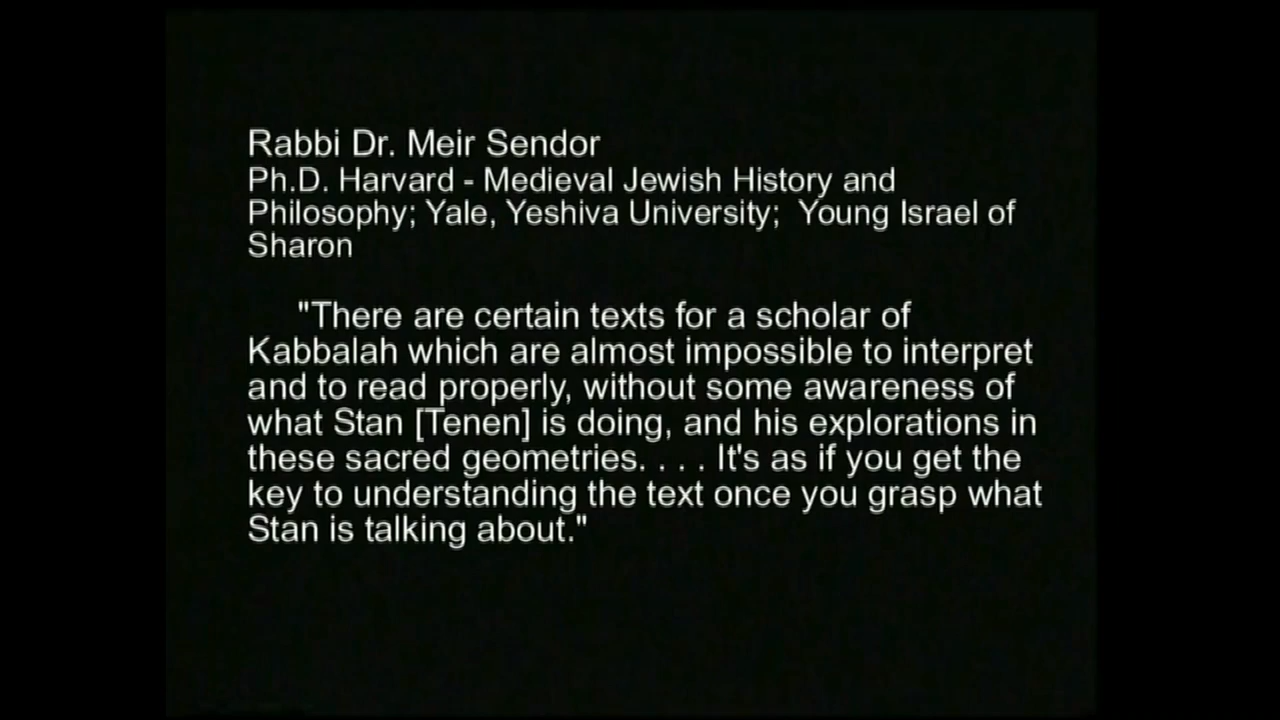 Rabbi Dr. Meir Sendor
Ph.D. Harvard - Medieval Jewish History and
Philosophy; Yale, Yeshiva University;  Young Israel of
Sharon
"There are certain texts for a scholar of
Kabbalah which are almost impossible to interpret
and to read properly, without some awareness of
what Stan [Tenen] is doing, and his explorations in
these sacred geometries. . . . It's as if you get the
key to understanding the text once you grasp what
Stan is talking about."